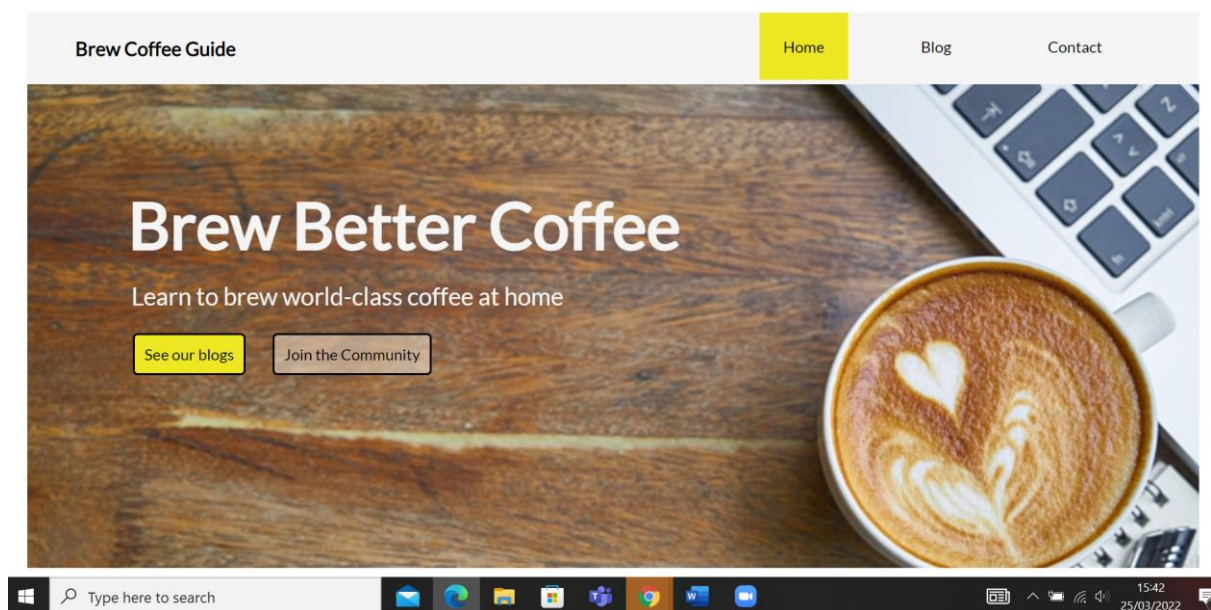 Brew Coffee Guide
Home Blog Contact
Brew Better Coffee
Learn to brew world-class coffee at home
See our blogs Join the Community
Type here to search
15:42
25/03/2022